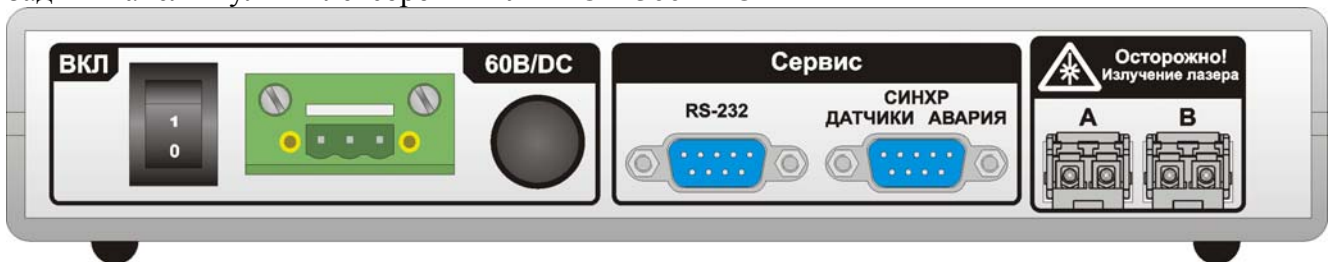 ВКЛ
1
0
60В/DC
Сервис
RS-232
СИНХР
ДАТЧИКИ АВАРИЯ
Осторожно!
Излучение лазера
A
B